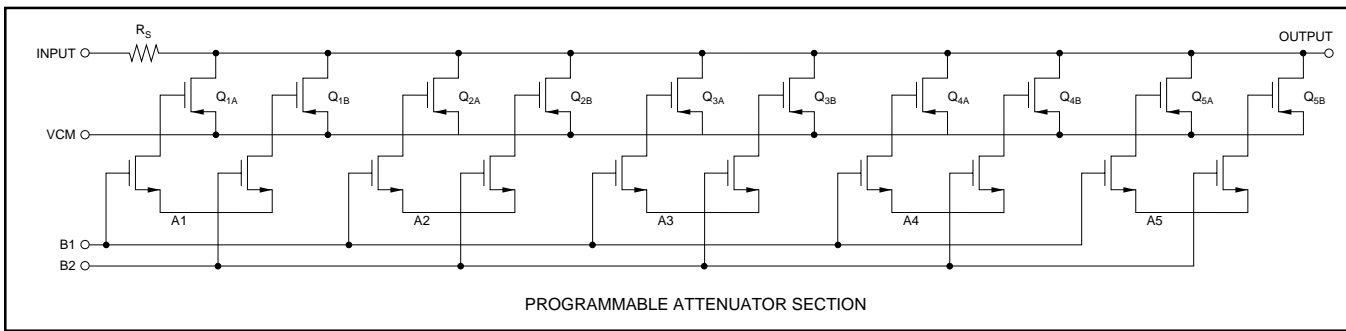 INPUT
R_S
OUTPUT
Q_1A
Q_1B
Q_2A
Q_2B
Q_3A
Q_3B
Q_4A
Q_4B
Q_5A
Q_5B
VCM
A1
A2
A3
A4
A5
B1
B2
PROGRAMMABLE ATTENUATOR SECTION